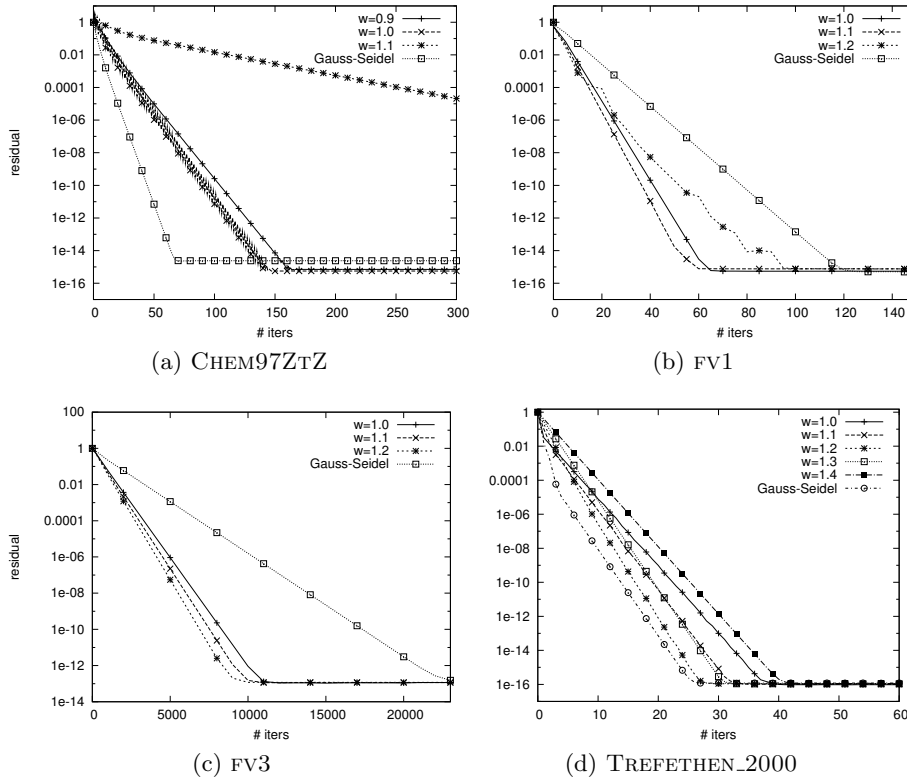 1
0.01
0.0001
1e-06
1e-08
1e-10
1e-12
1e-14
1e-16
residual
0 50 100 150 200 250 300
# iters
w=0.9
w=1.0
w=1.1
Gauss-Seidel
(a) CHEM97ZTZ
1
0.01
0.0001
1e-06
1e-08
1e-10
1e-12
1e-14
1e-16
residual
0 20 40 60 80 100 120 140
# iters
w=1.0
w=1.1
w=1.2
Gauss-Seidel
(b) FV1
100
1
0.01
0.0001
1e-06
1e-08
1e-10
1e-12
1e-14
residual
0 5000 10000 15000 20000
# iters
w=1.0
w=1.1
w=1.2
Gauss-Seidel
(c) FV3
1
0.01
0.0001
1e-06
1e-08
1e-10
1e-12
1e-14
1e-16
residual
0 10 20 30 40 50 60
# iters
w=1.0
w=1.1
w=1.2
w=1.3
w=1.4
Gauss-Seidel
(d) TREFETHEN_2000